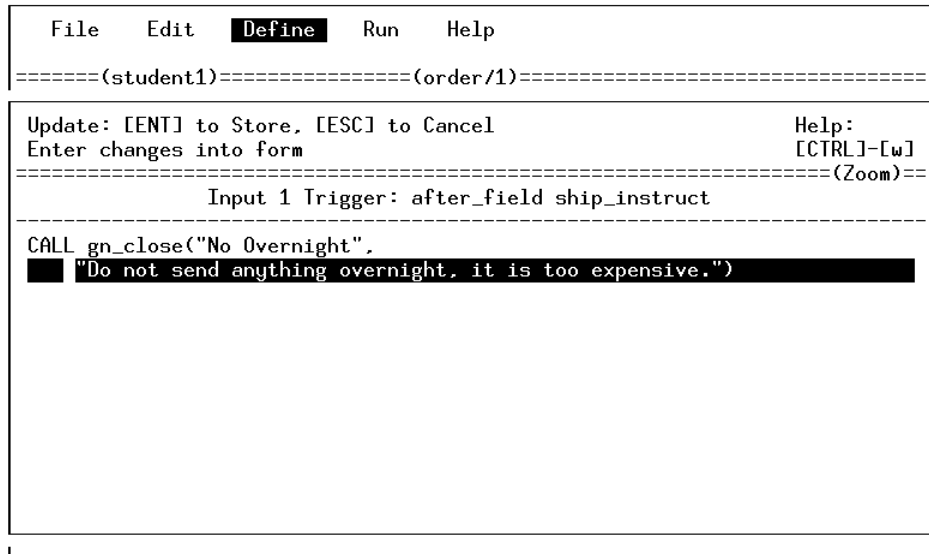 File Edit Define Run Help
=======(student1)================(order/1)==================================
Update: [ENT] to Store, [ESC] to Cancel Help:
Enter changes into form [CTRL]-[w]
====================================================================(Zoom)==
Input 1 Trigger: after_field ship_instruct
----------------------------------------------------------------------------
CALL gn_close("No Overnight",
"Do not send anything overnight, it is too expensive.")